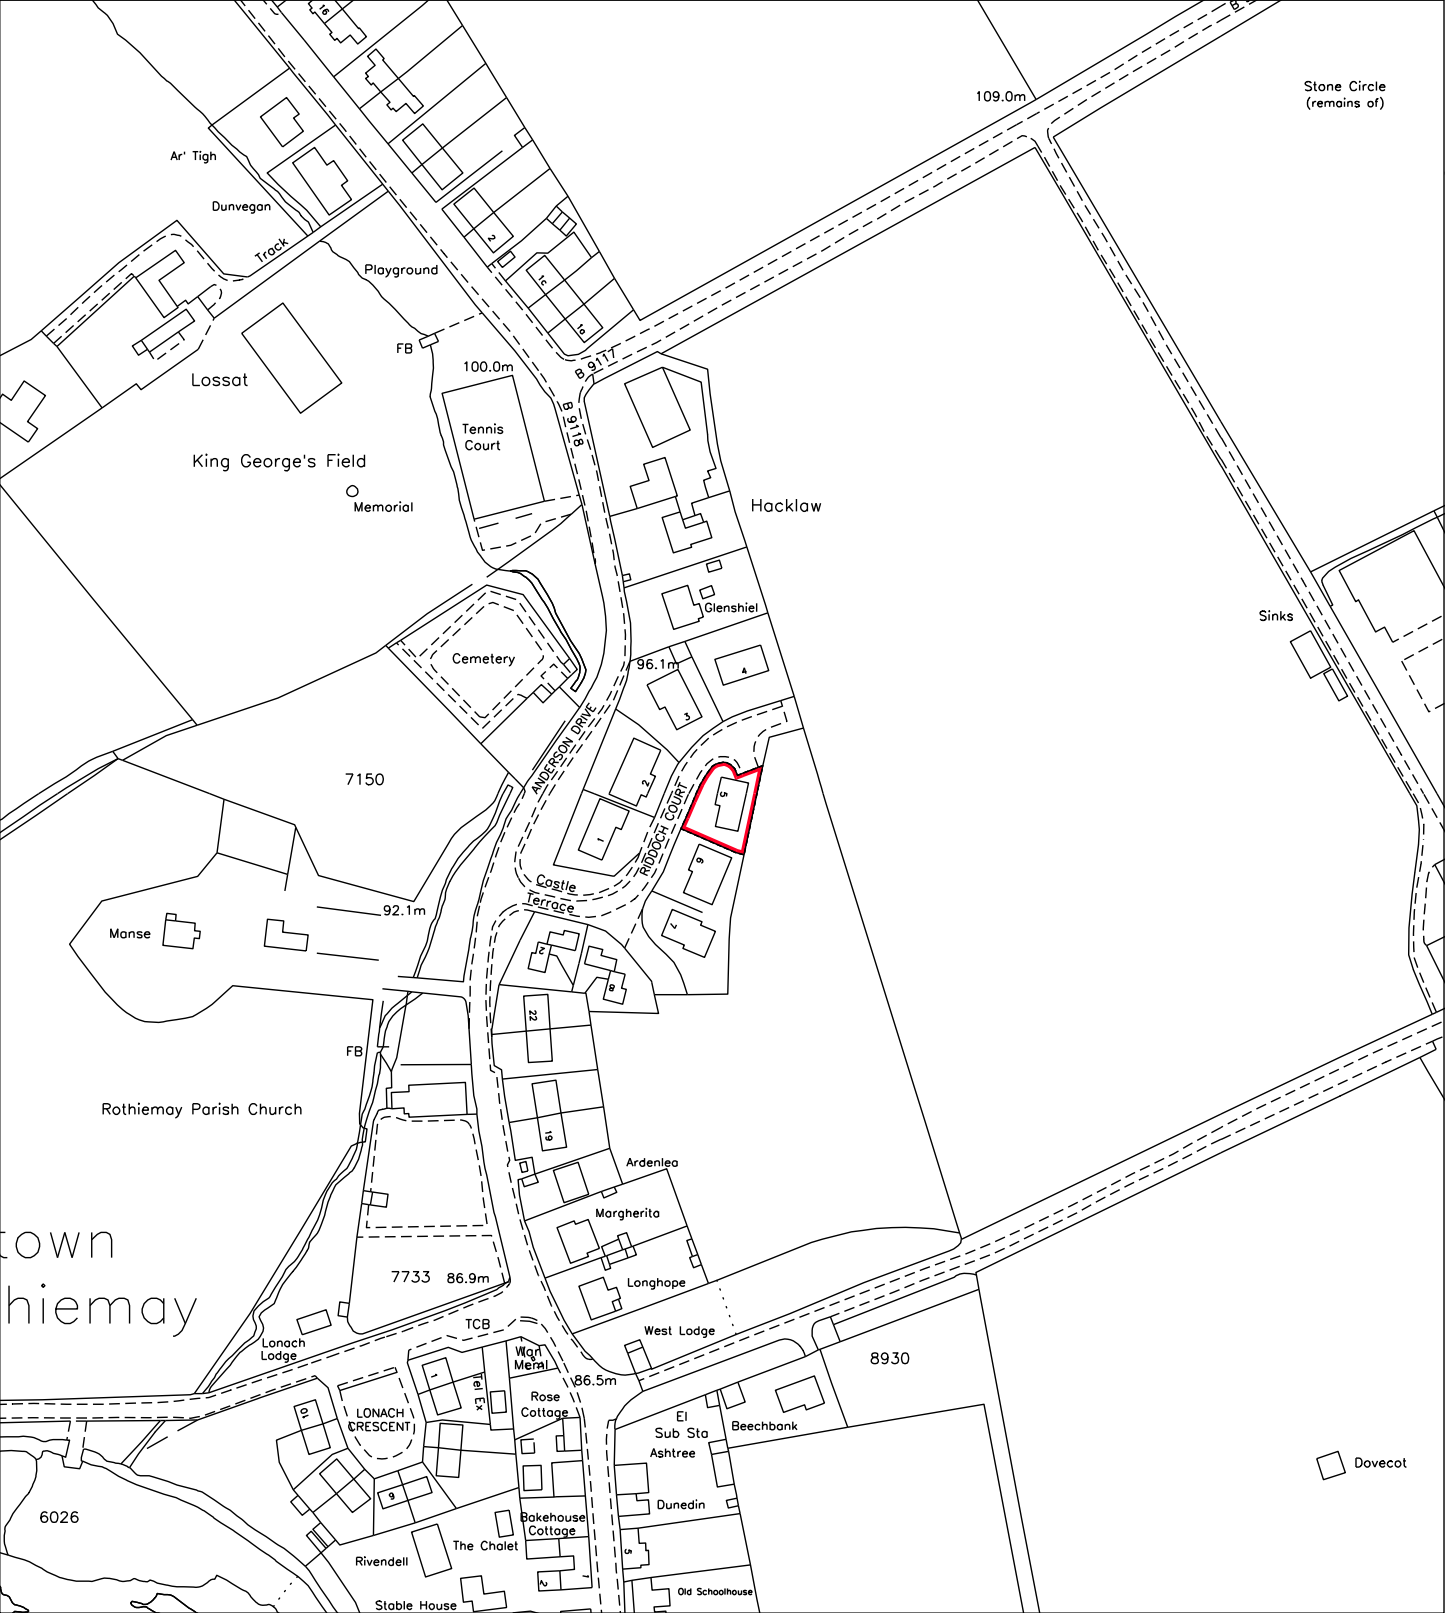 16
B
109.0m
Stone Circle
(remains of)
Ar' Tigh
Dunvegan
Track
2
Playground
1c
1a
FB
B 9117
100.0m
Lossat
B 9118
Tennis
Court
King George's Field
Memorial
Hacklaw
Glenshiel
Sinks
Cemetery
96.1m
4
3
ANDERSON DRIVE
7150
2
5
RIDDOCH COURT
1
6
Castle
Terrace
92.1m
Manse
7
2
8
22
FB
Rothiemay Parish Church
19
Ardenlea
Margherita
town
7733
86.9m
Longhope
hiemay
TCB
West Lodge
Lonach
Lodge
War
Meml
8930
1
Tel Ex
86.5m
Rose
Cottage
10
LONACH
CRESCENT
El
Sub Sta
Beechbank
Ashtree
Dovecot
9
Dunedin
6026
Bakehouse
Cottage
The Chalet
Rivendell
5
2
1
Stable House
Old Schoolhouse